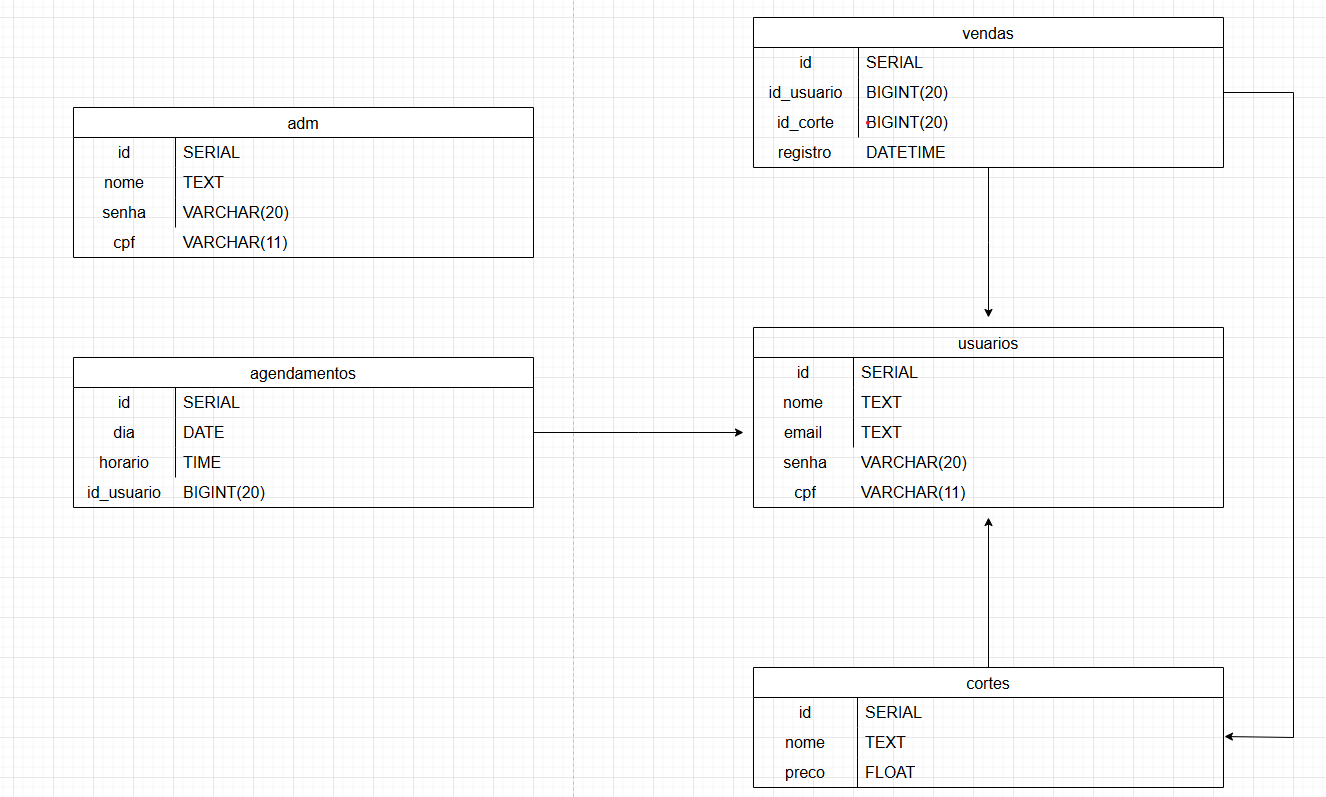 vendas
id SERIAL
id_usuario BIGINT(20)
id_corte BIGINT(20)
registro DATETIME
adm
id SERIAL
nome TEXT
senha VARCHAR(20)
cpf VARCHAR(11)
usuarios
id SERIAL
nome TEXT
email TEXT
senha VARCHAR(20)
cpf VARCHAR(11)
agendamentos
id SERIAL
dia DATE
horario TIME
id_usuario BIGINT(20)
cortes
id SERIAL
nome TEXT
preco FLOAT